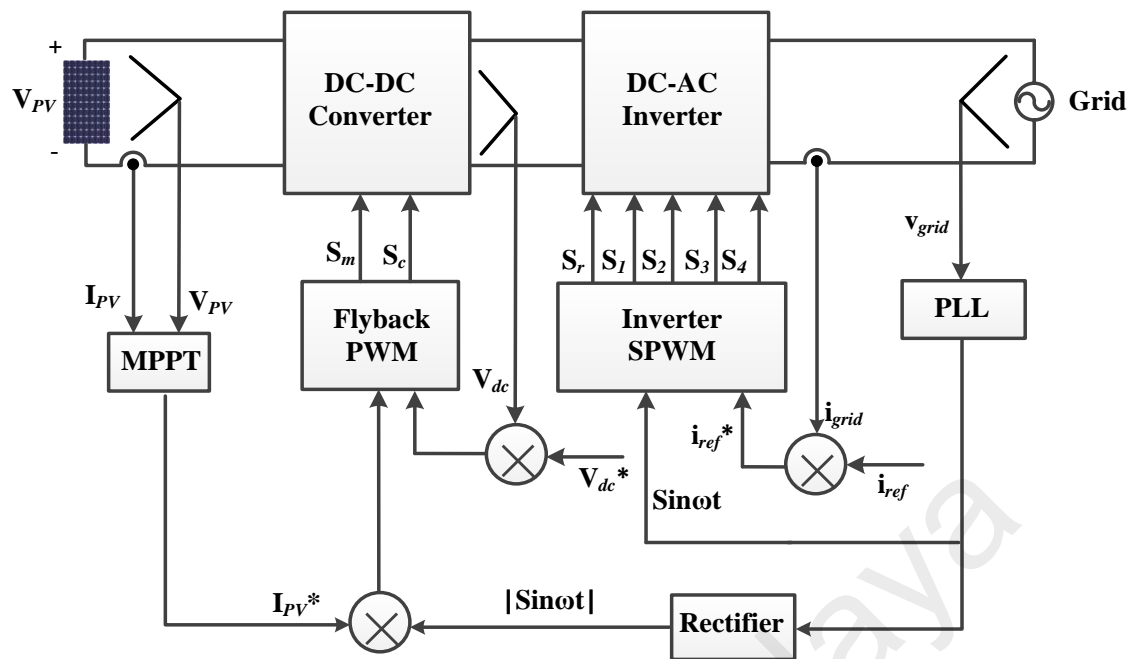 +
V_PV
-
DC-DC
Converter
DC-AC
Inverter
Grid
S_m
S_c
S_r
S_1
S_2
S_3
S_4
v_grid
I_PV
V_PV
MPPT
Flyback
PWM
Inverter
SPWM
PLL
V_dc
V_dc*
i_ref*
i_grid
i_ref
Sinωt
I_PV*
|Sinωt|
Rectifier
laya